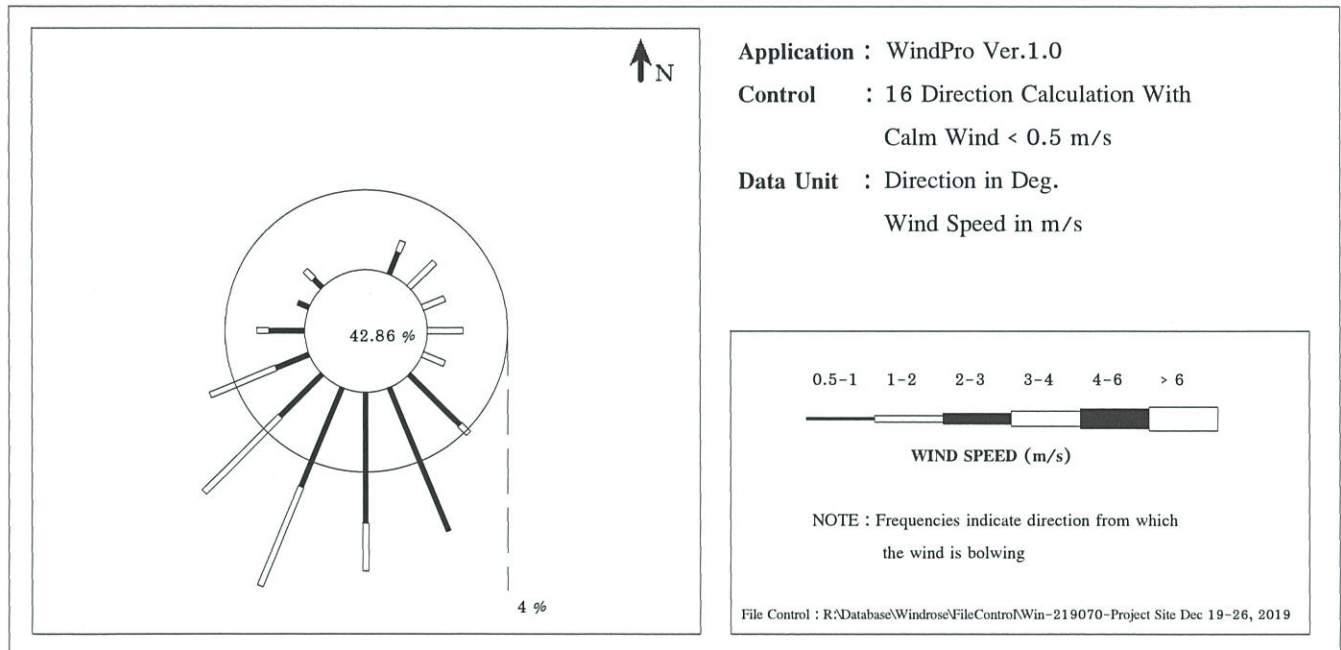 N
Application : WindPro Ver.1.0
Control : 16 Direction Calculation With
Calm Wind < 0.5 m/s
Data Unit : Direction in Deg.
Wind Speed in m/s
42.86 %
4 %
0.5-1 1-2 2-3 3-4 4-6 > 6
WIND SPEED (m/s)
NOTE : Frequencies indicate direction from which
the wind is bolwing
File Control : R:\Database\Windrose\FileControl\Win-219070-Project Site Dec 19-26, 2019